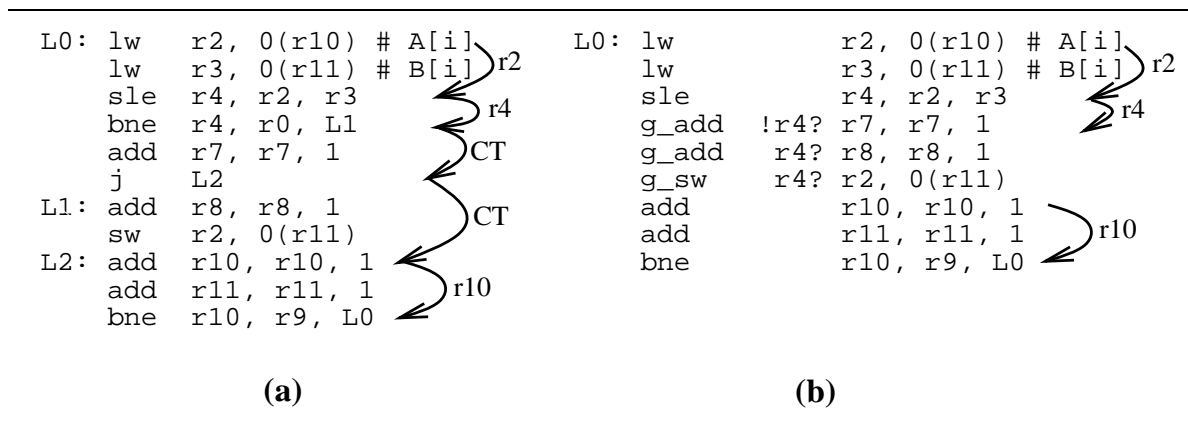 L0: lw r2, 0(r10) # A[i]
lw r3, 0(r11) # B[i]
r2
sle r4, r2, r3
r4
bne r4, r0, L1
add r7, r7, 1
CT
j L2
L1: add r8, r8, 1
CT
sw r2, 0(r11)
L2: add r10, r10, 1
add r11, r11, 1
r10
bne r10, r9, L0
(a)
L0: lw r2, 0(r10) # A[i]
lw r3, 0(r11) # B[i]
r2
sle r4, r2, r3
r4
g_add !r4? r7, r7, 1
g_add r4? r8, r8, 1
g_sw r4? r2, 0(r11)
add r10, r10, 1
add r11, r11, 1
r10
bne r10, r9, L0
(b)